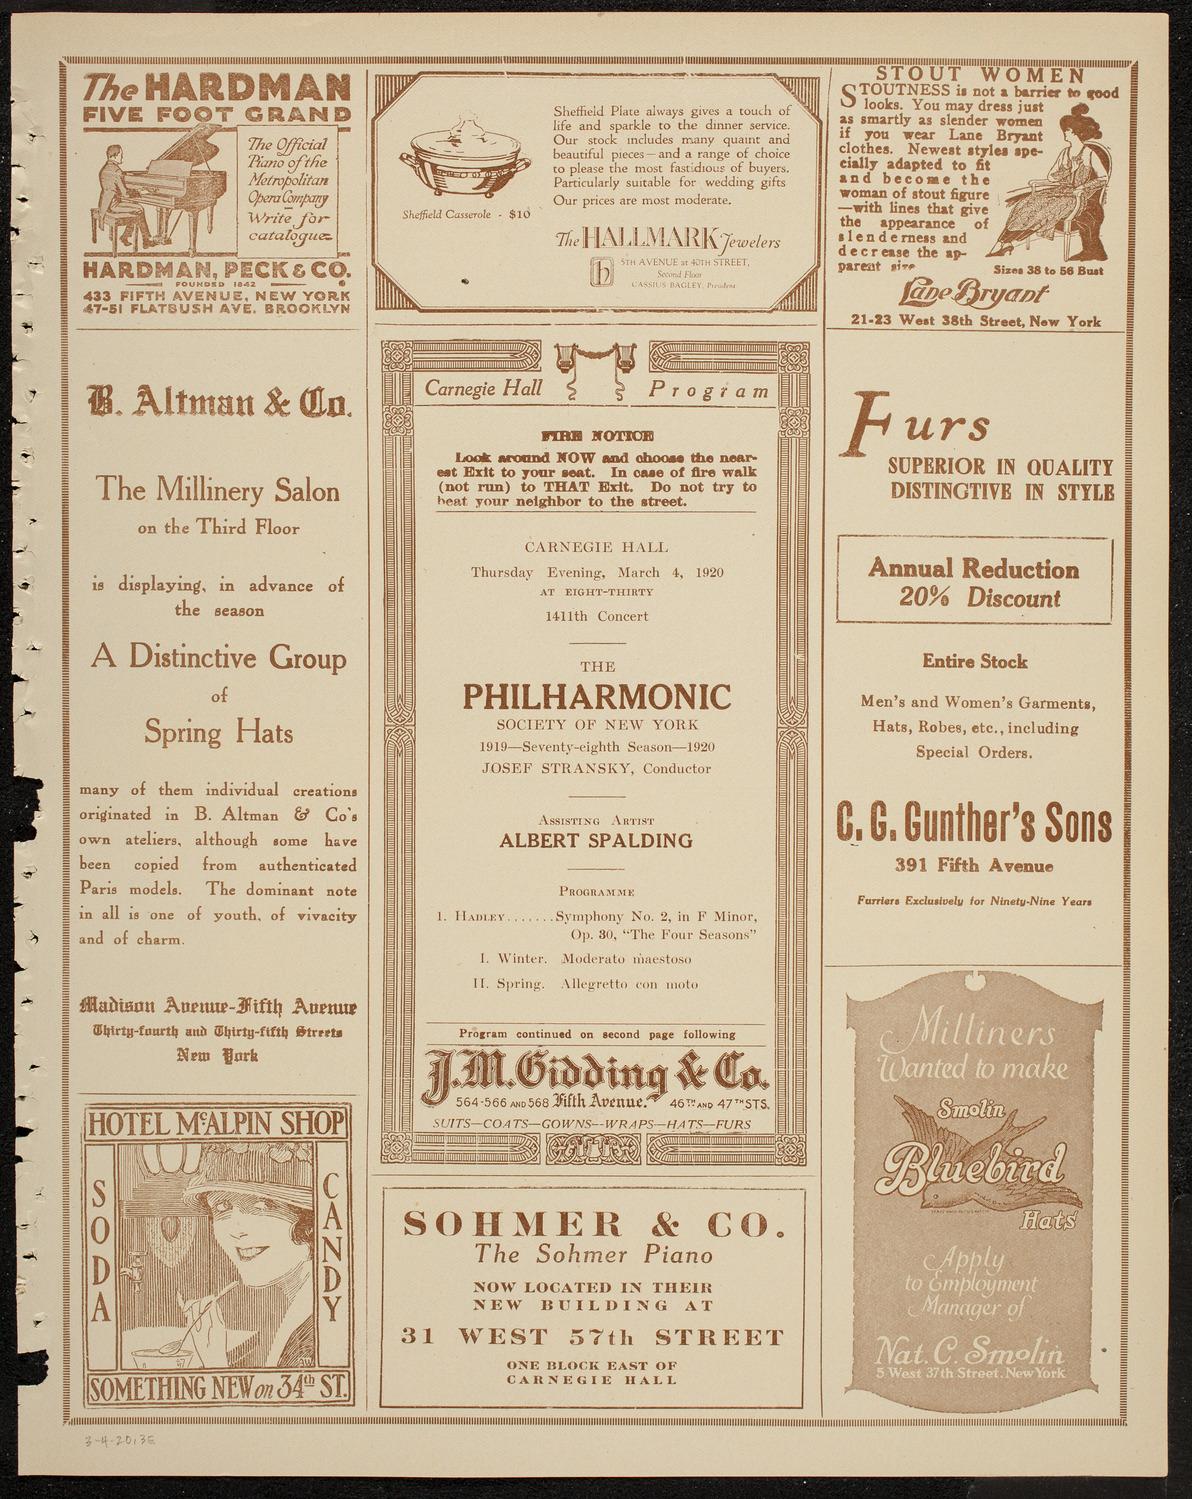 The HARDMAN
FIVE FOOT GRAND
The Official
Piano of the
Metropolitan
Opera Company
Write for
catalogue
HARDMAN, PECK & CO.
FOUNDED 1842
433 FIFTH AVENUE, NEW YORK
47-51 FLATBUSH AVE. BROOKLYN
B. Altman & Co.
The Millinery Salon
on the Third Floor
is displaying, in advance of
the season
A Distinctive Group
of
Spring Hats
many of them individual creations
originated in B. Altman & Co's
own ateliers, although some have
been copied from authenticated
Paris models. The dominant note
in all is one of youth, of vivacity
and of charm.
Madison Avenue-Fifth Avenue
Thirty-fourth and Thirty-fifth Streets
New York
HOTEL McALPIN SHOP
SODA
CANDY
SOMETHING NEW on 34th ST.
3-4-20,3E
Sheffield Casserole - $10
Sheffield Plate always gives a touch of
life and sparkle to the dinner service.
Our stock includes many quaint and
beautiful pieces—and a range of choice
to please the most fastidious of buyers.
Particularly suitable for wedding gifts
Our prices are most moderate.
The HALLMARK Jewelers
h
5TH AVENUE at 40TH STREET,
Second Floor
CASSIUS BAGLEY, President
Carnegie Hall Program
FIRE NOTICE
Look around NOW and choose the near-
est Exit to your seat. In case of fire walk
(not run) to THAT Exit. Do not try to
beat your neighbor to the street.
CARNEGIE HALL
Thursday Evening, March 4, 1920
AT EIGHT-THIRTY
1411th Concert
THE
PHILHARMONIC
SOCIETY OF NEW YORK
1919—Seventy-eighth Season—1920
JOSEF STRANSKY, Conductor
ASSISTING ARTIST
ALBERT SPALDING
PROGRAMME
1. HADLEY.......Symphony No. 2, in F Minor,
Op. 30, “The Four Seasons”
I. Winter. Moderato maestoso
II. Spring. Allegretto con moto
Program continued on second page following
J.M. Gidding & Co.
564-566 AND 568 Fifth Avenue. 46TH AND 47TH STS.
SUITS—COATS—GOWNS—WRAPS—HATS—FURS
SOHMER & CO.
The Sohmer Piano
NOW LOCATED IN THEIR
NEW BUILDING AT
31 WEST 57th STREET
ONE BLOCK EAST OF
CARNEGIE HALL
STOUT WOMEN
STOUTNESS is not a barrier to good
looks. You may dress just
as smartly as slender women
if you wear Lane Bryant
clothes. Newest styles spe-
cially adapted to fit
and become the
woman of stout figure
—with lines that give
the appearance of
slenderness and
decrease the ap-
parent size
Sizes 38 to 56 Bust
Lane Bryant
21-23 West 38th Street, New York
Furs
SUPERIOR IN QUALITY
DISTINCTIVE IN STYLE
Annual Reduction
20% Discount
Entire Stock
Men's and Women's Garments,
Hats, Robes, etc., including
Special Orders.
C. G. Gunther's Sons
391 Fifth Avenue
Furriers Exclusively for Ninety-Nine Years
Milliners
Wanted to make
Smolin
Bluebird
Hats
Apply
to Employment
Manager of
Nat. C. Smolin
5 West 37th Street. New York